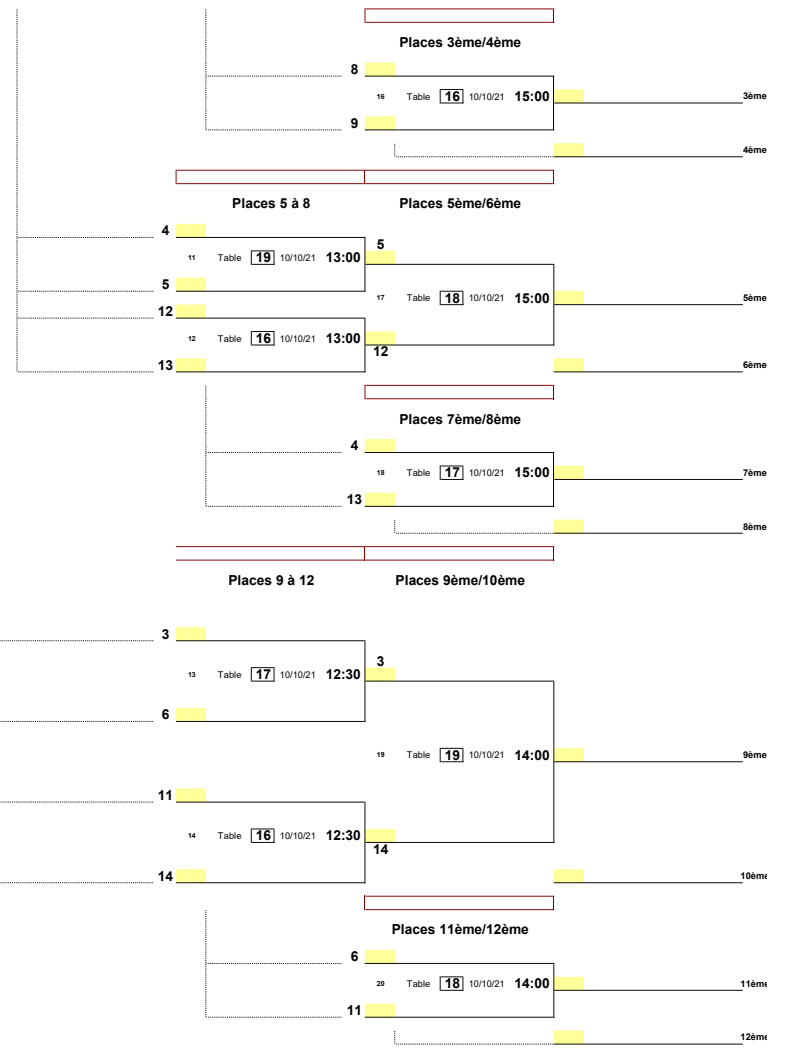 Places 3ème/4ème
8
16 Table 16 10/10/21 15:00 3ème
9
4ème
Places 5 à 8 Places 5ème/6ème
4
5
11 Table 19 10/10/21 13:00
5
17 Table 18 10/10/21 15:00 5ème
12
12 Table 16 10/10/21 13:00
12
13 6ème
Places 7ème/8ème
4
18 Table 17 10/10/21 15:00 7ème
13
8ème
Places 9 à 12 Places 9ème/10ème
3
3
13 Table 17 10/10/21 12:30
6
19 Table 19 10/10/21 14:00 9ème
11
14 Table 16 10/10/21 12:30
14
14 10ème
Places 11ème/12ème
6
20 Table 18 10/10/21 14:00 11ème
11
12ème